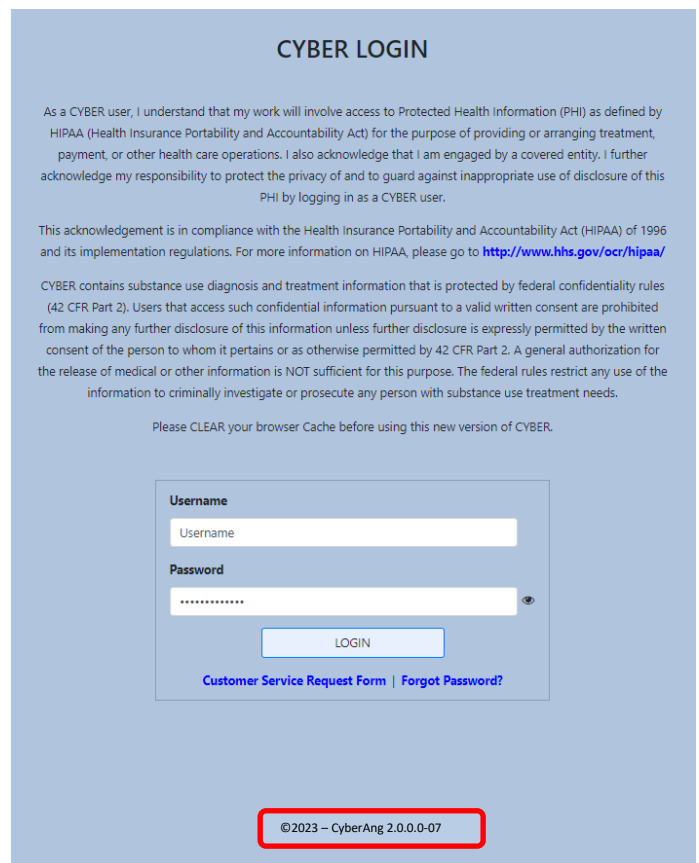 CYBER LOGIN
As a CYBER user, I understand that my work will involve access to Protected Health Information (PHI) as defined by
HIPAA (Health Insurance Portability and Accountability Act) for the purpose of providing or arranging treatment,
payment, or other health care operations. I also acknowledge that I am engaged by a covered entity. I further
acknowledge my responsibility to protect the privacy of and to guard against inappropriate use of disclosure of this
PHI by logging in as a CYBER user.
This acknowledgement is in compliance with the Health Insurance Portability and Accountability Act (HIPAA) of 1996
and its implementation regulations. For more information on HIPAA, please go to http://www.hhs.gov/ocr/hipaa/
CYBER contains substance use diagnosis and treatment information that is protected by federal confidentiality rules
(42 CFR Part 2). Users that access such confidential information pursuant to a valid written consent are prohibited
from making any further disclosure of this information unless further disclosure is expressly permitted by the written
consent of the person to whom it pertains or as otherwise permitted by 42 CFR Part 2. A general authorization for
the release of medical or other information is NOT sufficient for this purpose. The federal rules restrict any use of the
information to criminally investigate or prosecute any person with substance use treatment needs.
Please CLEAR your browser Cache before using this new version of CYBER.
Username
Username
Password
•••••••••••••
LOGIN
Customer Service Request Form | Forgot Password?
©2023 – CyberAng 2.0.0.0-07